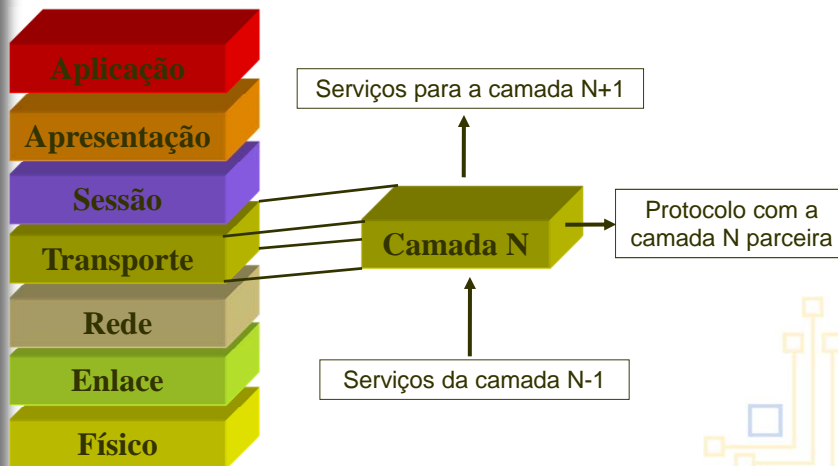 Aplicação
Apresentação
Sessão
Transporte
Rede
Enlace
Físico
Serviços para a camada N+1
Camada N
Protocolo com a
camada N parceira
Serviços da camada N-1